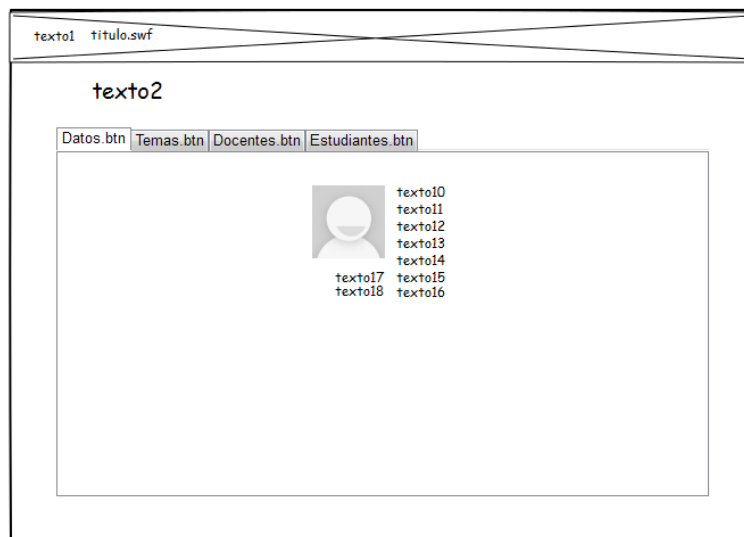 texto1 titulo.swf
texto2
Datos.btn Temas.btn Docentes.btn Estudiantes.btn
texto10
texto11
texto12
texto13
texto14
texto17 texto15
texto18 texto16